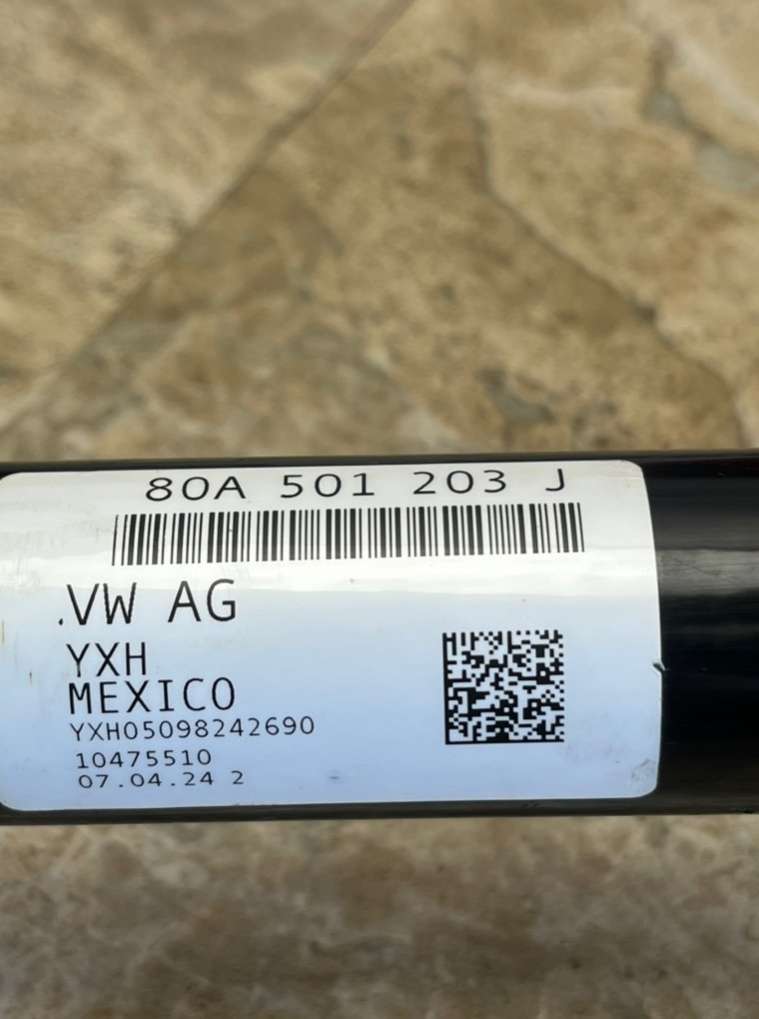 80A 501 203 J
.VW AG
YXH
MEXICO
YXH05098242690
10475510
07.04.24 2